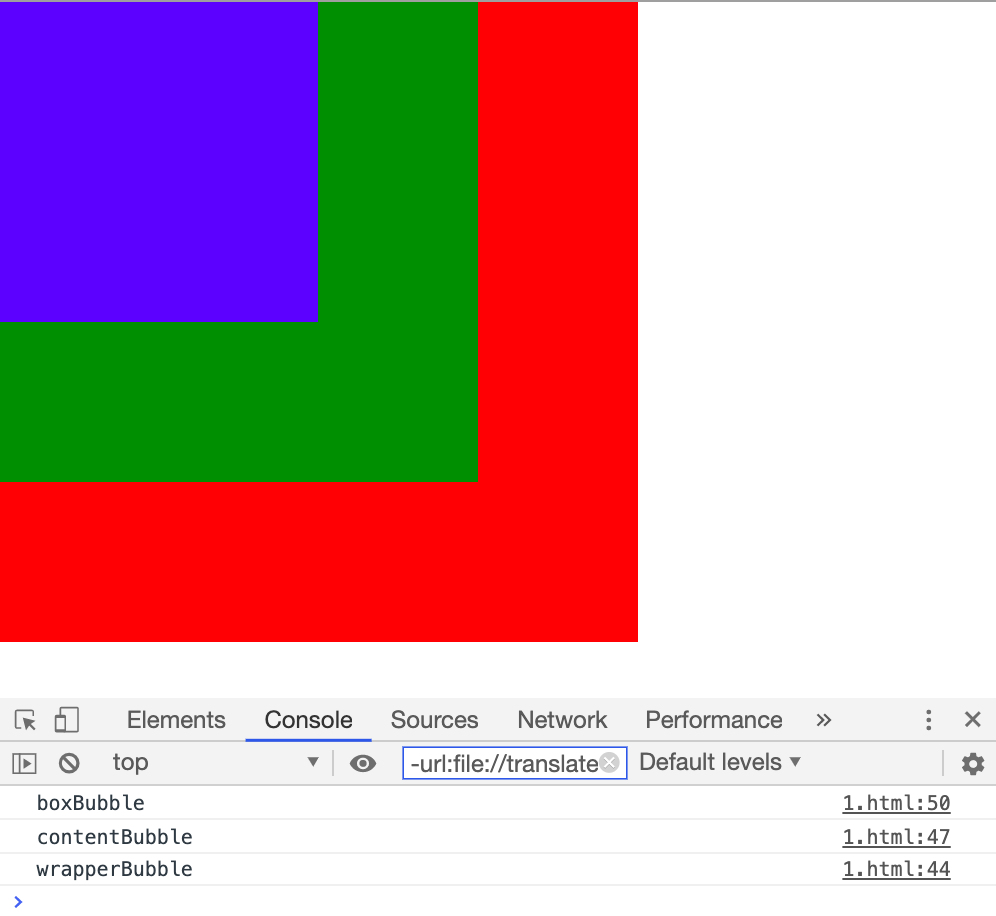 Elements Console Sources Network Performance »
top ▼ -url:file://translate Default levels ▼
boxBubble 1.html:50
contentBubble 1.html:47
wrapperBubble 1.html:44